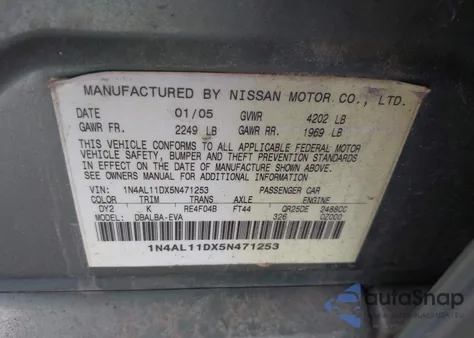 MANUFACTURED BY NISSAN MOTOR CO., LTD.
DATE 01/05 GVWR 4202 LB
GAWR FR. 2249 LB GAWR RR. 1969 LB
THIS VEHICLE CONFORMS TO ALL APPLICABLE FEDERAL MOTOR
VEHICLE SAFETY, BUMPER AND THEFT PREVENTION STANDARDS
IN EFFECT ON THE DATE OF MANUFACTURE SHOWN ABOVE.
SEE OWNERS MANUAL FOR ADDITIONAL INFORMATION
VIN: 1N4AL11DX5N471253 PASSENGER CAR
COLOR TRIM TRANS AXLE ENGINE
DY2 K RE4F04B FT44 QR25DE 2488CC
MODEL: DBALBA-EVA 326 OZ000
1N4AL11DX5N471253
autoSnap